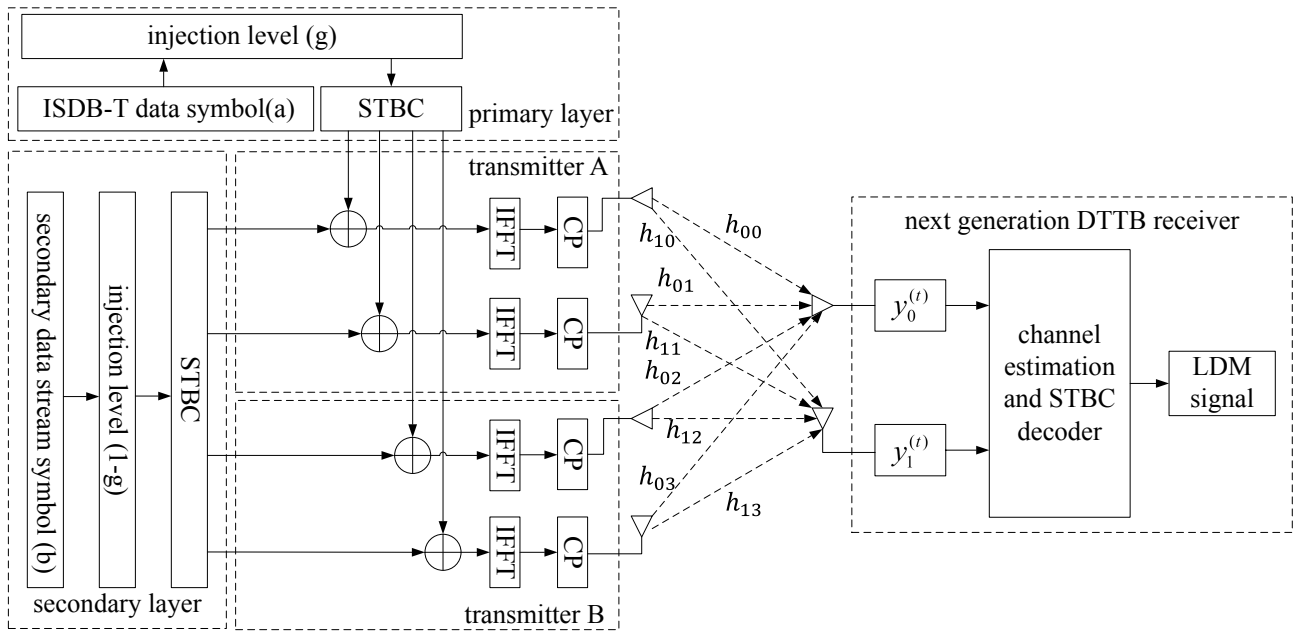 injection level (g)
ISDB-T data symbol(a)
STBC
primary layer
secondary data stream symbol (b)
injection level (1-g)
STBC
secondary layer
transmitter A
IFFT
CP
IFFT
CP
IFFT
CP
IFFT
CP
transmitter B
h₀₀
h₁₀
h₀₁
h₁₁
h₀₂
h₁₂
h₀₃
h₁₃
next generation DTTB receiver
y₀⁽ᵗ⁾
y₁⁽ᵗ⁾
channel
estimation
and STBC
decoder
LDM
signal